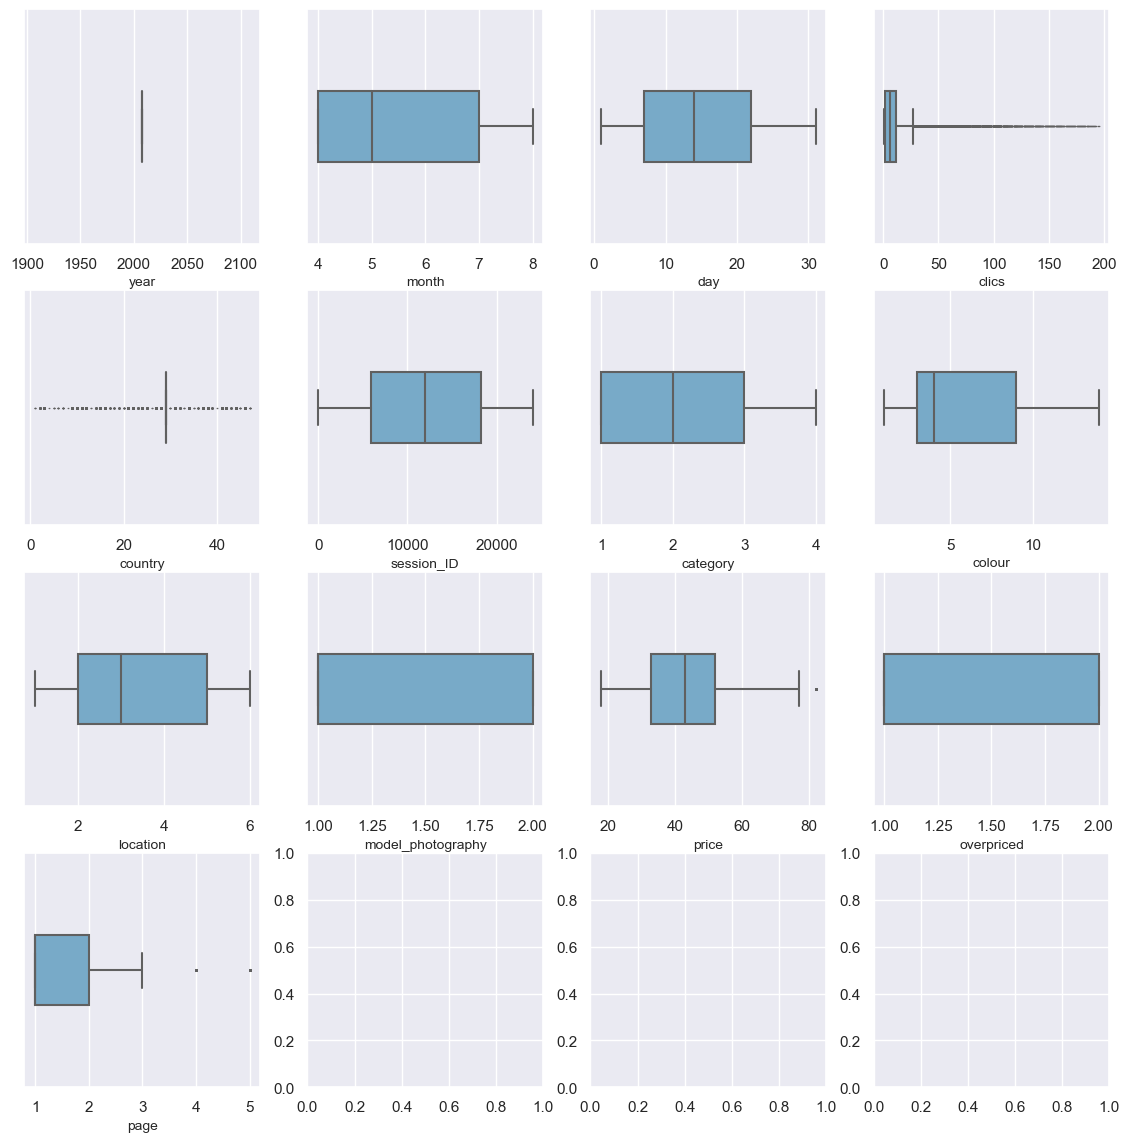 1900 1950 2000 2050 2100
year
4 5 6 7 8
month
0 10 20 30
day
0 50 100 150 200
clics
0 20 40
country
0 10000 20000
session_ID
1 2 3 4
category
5 10
colour
2 4 6
location
1.00 1.25 1.50 1.75 2.00
model_photography
20 40 60 80
price
1.00 1.25 1.50 1.75 2.00
overpriced
1 2 3 4 5
page
1.0
0.8
0.6
0.4
0.2
0.0
0.0 0.2 0.4 0.6 0.8 1.0
1.0
0.8
0.6
0.4
0.2
0.0
0.0 0.2 0.4 0.6 0.8 1.0
1.0
0.8
0.6
0.4
0.2
0.0
0.0 0.2 0.4 0.6 0.8 1.0